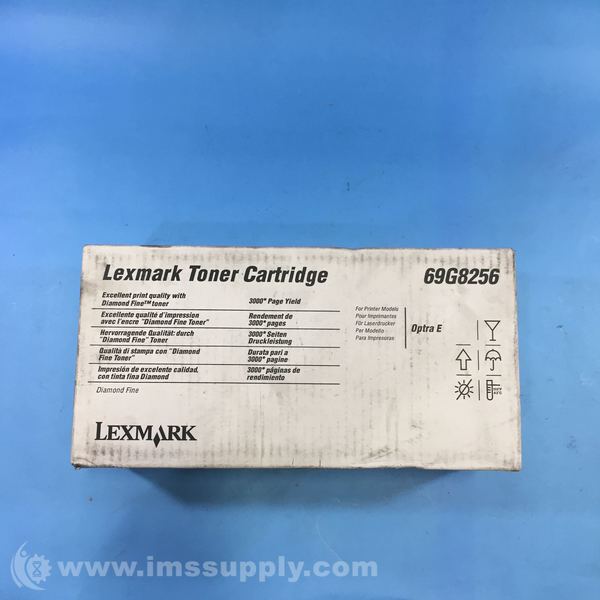 Lexmark Toner Cartridge
69G8256
Excellent print quality with
Diamond Fine™ toner
3000* Page Yield
Excellente qualité d'impression
avec l'encre "Diamond Fine Toner"
Rendement de
3000* pages
Hervorragende Qualität: durch
"Diamond Fine" Toner
3000* Seiten
Druckleistung
Qualità di stampa con "Diamond
Fine Toner"
Durata pari a
3000* pagine
Impresión de excelente calidad,
con tinta fina Diamond
3000* páginas de
rendimiento
Diamond Fine
For Printer Models
Pour Imprimantes
Für Laserdrucker
Per Modello
Para Impresoras
Optra E
LEXMARK
www.imssupply.com